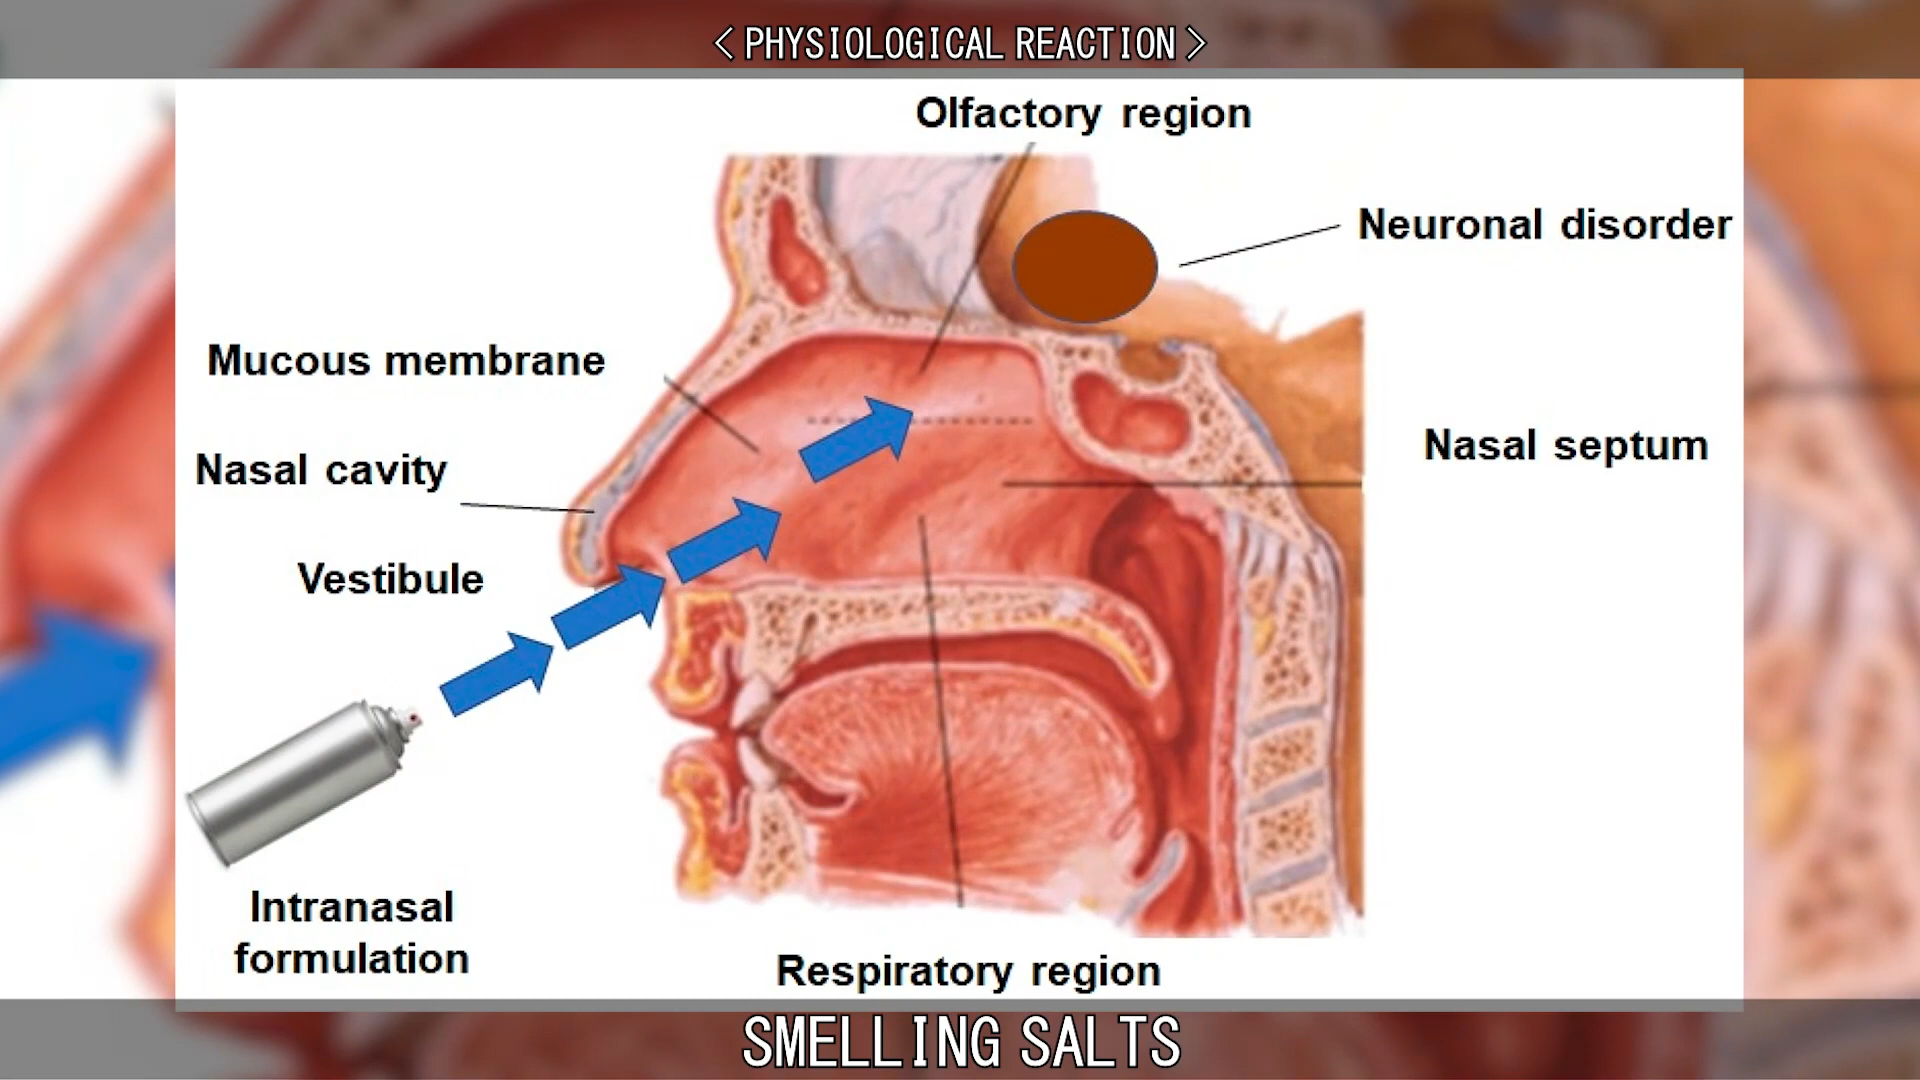 < PHYSIOLOGICAL REACTION >
Olfactory region
Neuronal disorder
Mucous membrane
Nasal septum
Nasal cavity
Vestibule
Intranasal
formulation
Respiratory region
SMELLING SALTS